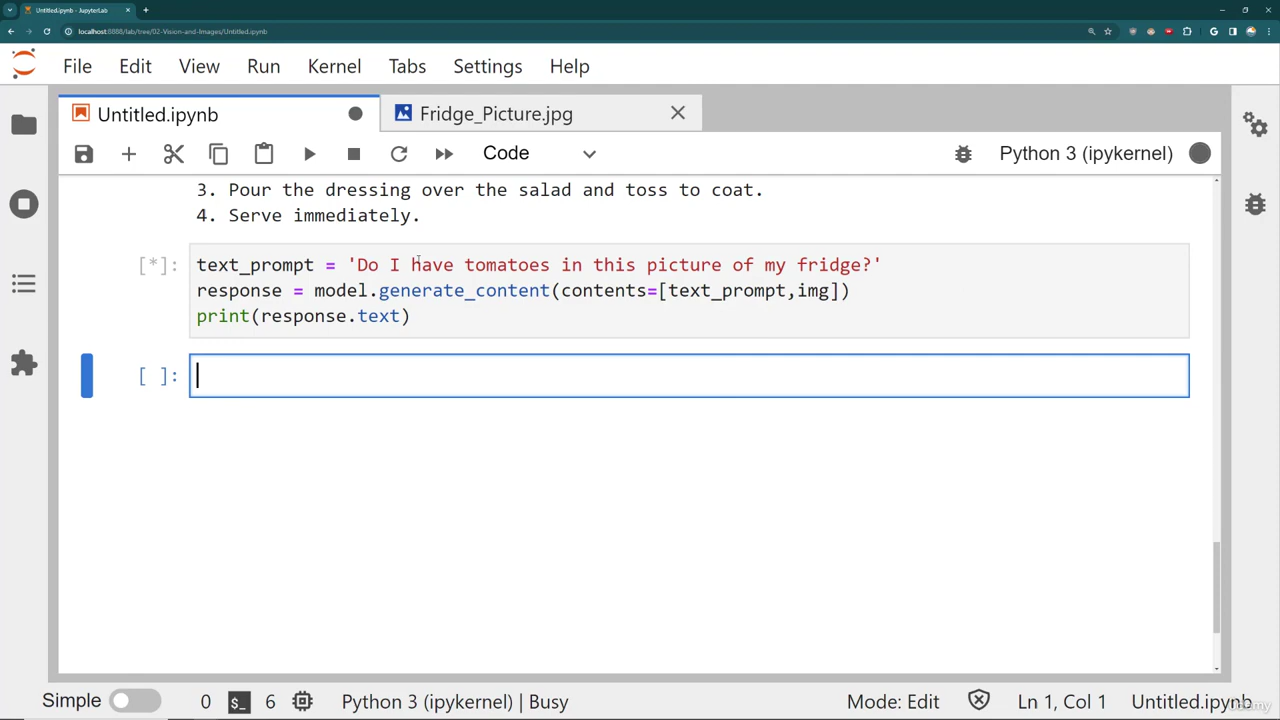 Untitled.ipynb - JupyterLab
localhost:8888/lab/tree/02-Vision-and-Images/Untitled.ipynb
File Edit View Run Kernel Tabs Settings Help
Untitled.ipynb Fridge_Picture.jpg
Code Python 3 (ipykernel)
3. Pour the dressing over the salad and toss to coat.
4. Serve immediately.
[*]: text_prompt = 'Do I have tomatoes in this picture of my fridge?'
response = model.generate_content(contents=[text_prompt,img])
print(response.text)
[ ]:
Simple 0 $_ 6 Python 3 (ipykernel) | Busy Mode: Edit Ln 1, Col 1 Untitled.ipynb
Udemy